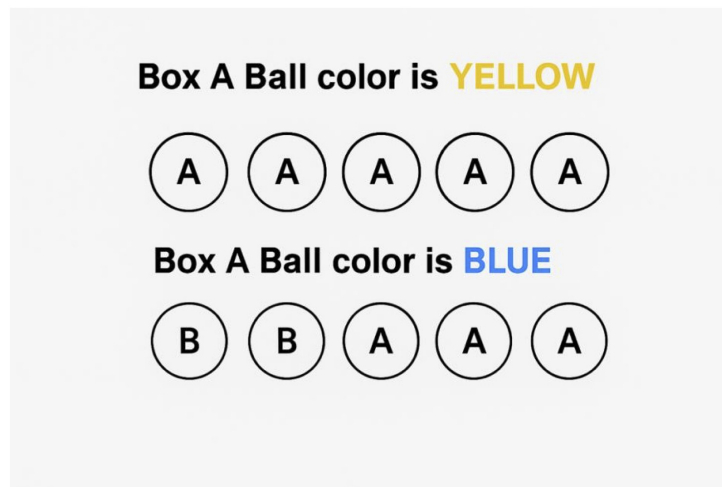 Box A Ball color is YELLOW
A A A A A
Box A Ball color is BLUE
B B A A A